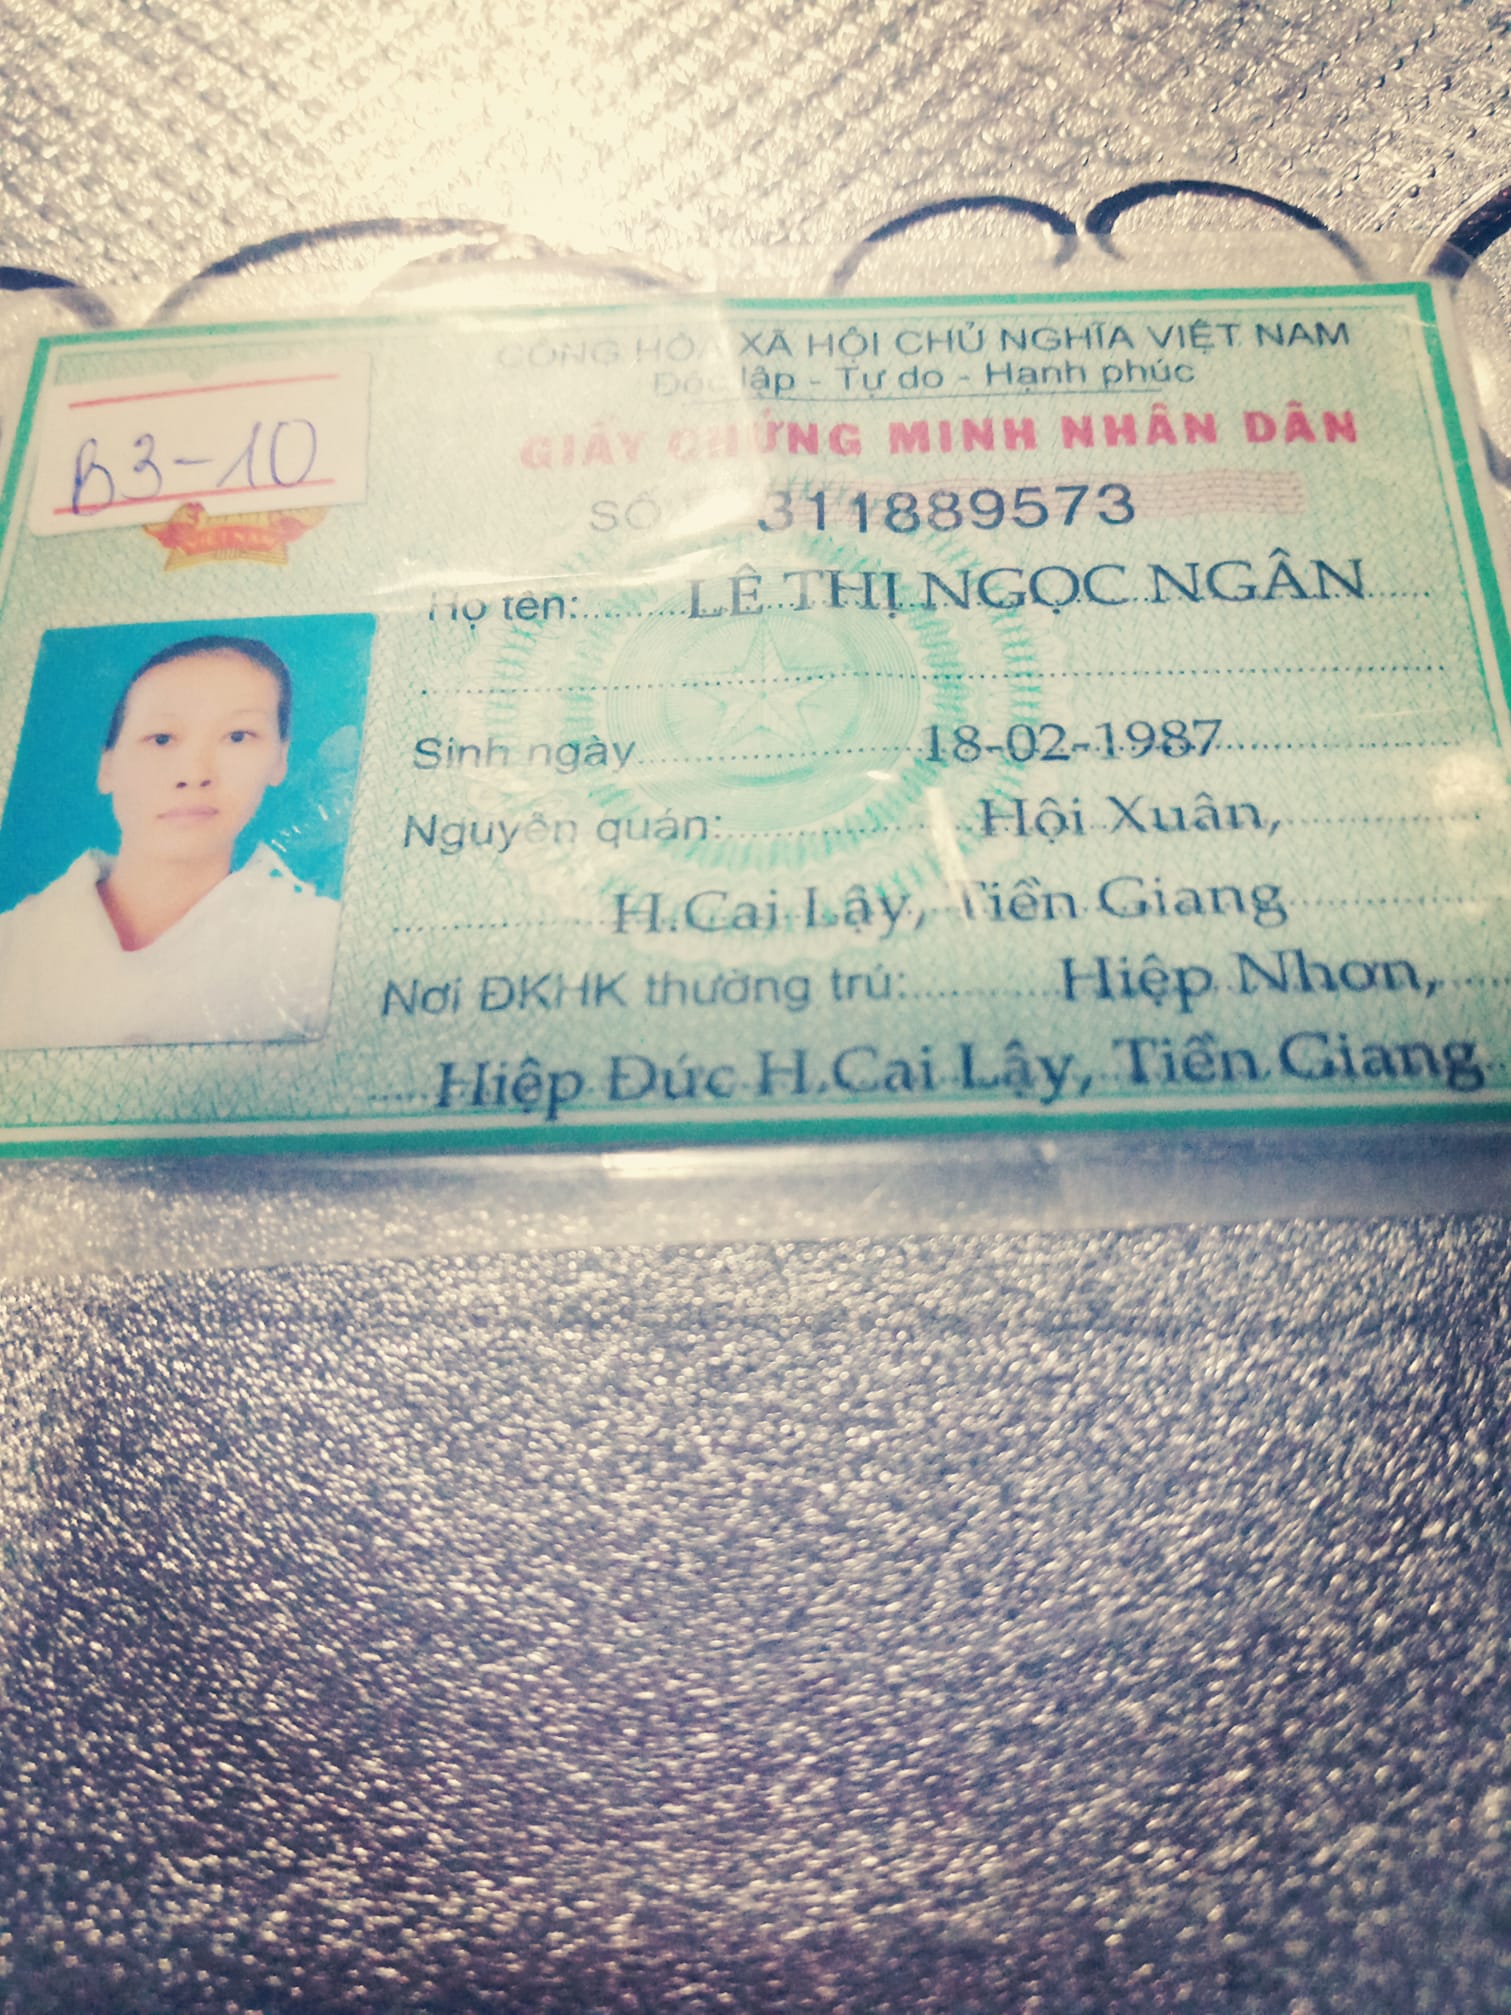 CỘNG HÒA XÃ HỘI CHỦ NGHĨA VIỆT NAM
Độc lập - Tự do - Hạnh phúc
GIẤY CHỨNG MINH NHÂN DÂN
B3-10
VIỆT NAM
SỐ 311889573
Họ tên: LÊ THỊ NGỌC NGÂN
Sinh ngày 18-02-1987
Nguyên quán: Hội Xuân,
H.Cai Lậy, Tiền Giang
Nơi ĐKHK thường trú: Hiệp Nhơn,
Hiệp Đức H.Cai Lậy, Tiền Giang